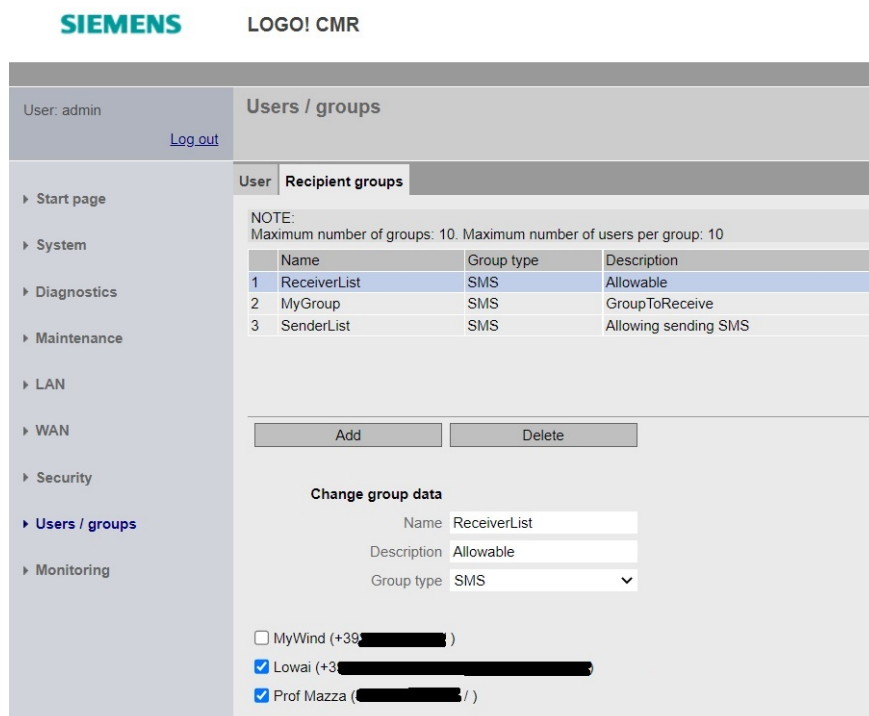 SIEMENS LOGO! CMR
User: admin
Log out
Users / groups
Start page
System
Diagnostics
Maintenance
LAN
WAN
Security
Users / groups
Monitoring
User Recipient groups
NOTE:
Maximum number of groups: 10. Maximum number of users per group: 10
Name Group type Description
1 ReceiverList SMS Allowable
2 MyGroup SMS GroupToReceive
3 SenderList SMS Allowing sending SMS
Add Delete
Change group data
Name ReceiverList
Description Allowable
Group type SMS
MyWind (+39 )
Lowai (+3 )
Prof Mazza ( / )